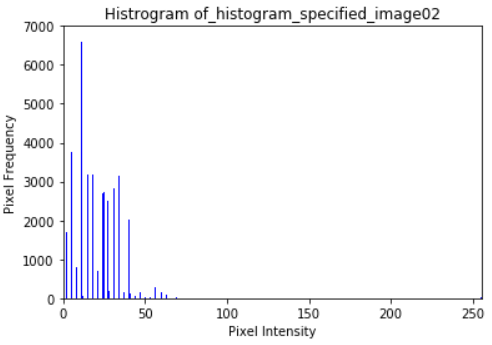 Histrogram of_histogram_specified_image02
7000
6000
5000
4000
3000
2000
1000
0
Pixel Frequency
0 50 100 150 200 250
Pixel Intensity